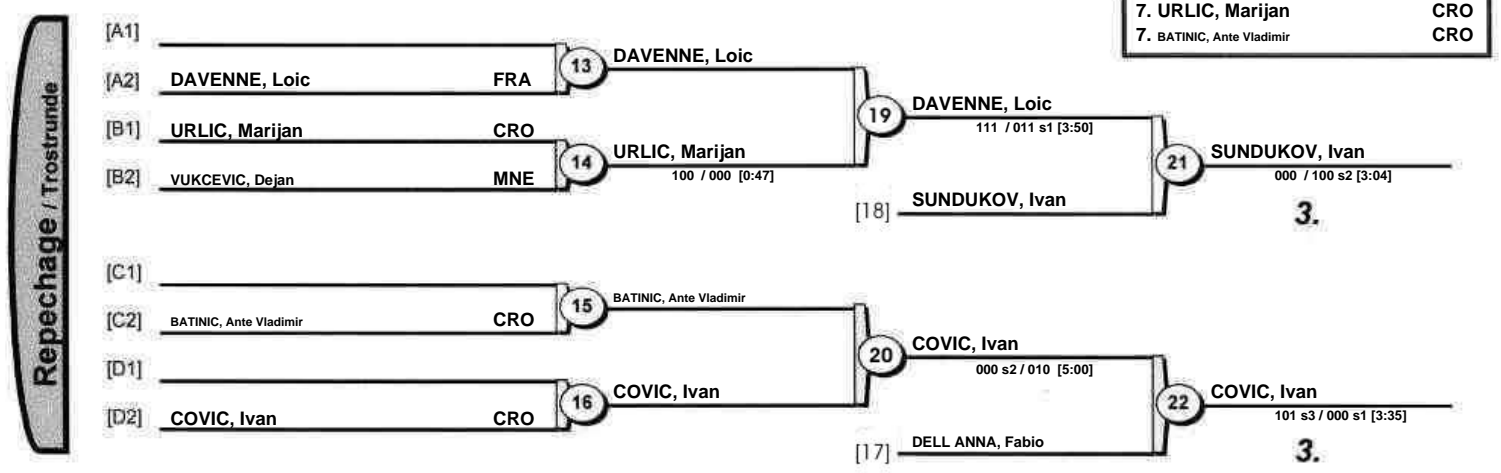 7. URLIC, Marijan CRO
7. BATINIC, Ante Vladimir CRO
Repechage / Trostrunde
[A1]
[A2] DAVENNE, Loic FRA
13
DAVENNE, Loic
[B1] URLIC, Marijan CRO
[B2] VUKCEVIC, Dejan MNE
14
URLIC, Marijan
100 / 000 [0:47]
19
DAVENNE, Loic
111 / 011 s1 [3:50]
[18] SUNDUKOV, Ivan
21
SUNDUKOV, Ivan
000 / 100 s2 [3:04]
3.
[C1]
[C2] BATINIC, Ante Vladimir CRO
15
BATINIC, Ante Vladimir
[D1]
[D2] COVIC, Ivan CRO
16
COVIC, Ivan
20
COVIC, Ivan
000 s2 / 010 [5:00]
[17] DELL ANNA, Fabio
22
COVIC, Ivan
101 s3 / 000 s1 [3:35]
3.